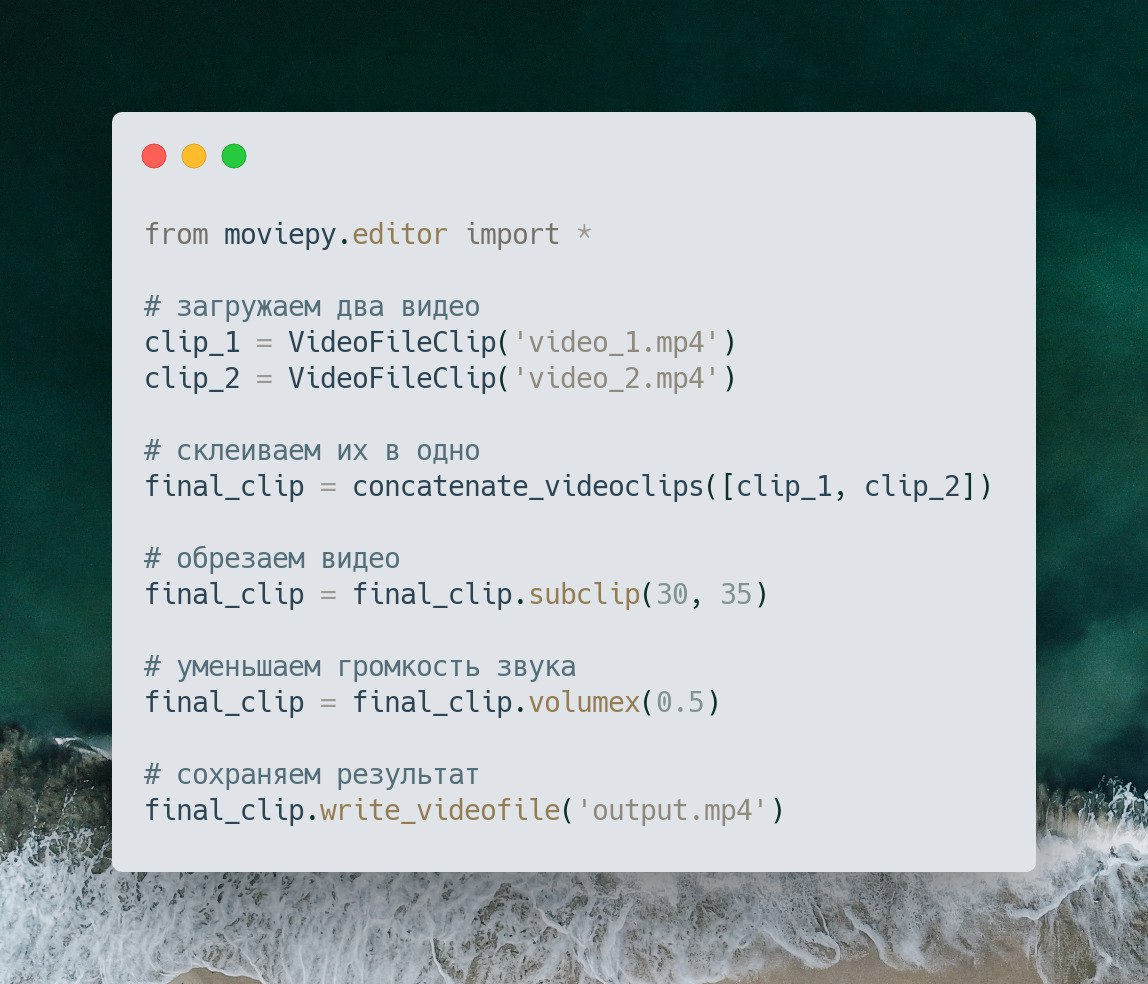 from moviepy.editor import *
# загружаем два видео
clip_1 = VideoFileClip('video_1.mp4')
clip_2 = VideoFileClip('video_2.mp4')
# склеиваем их в одно
final_clip = concatenate_videoclips([clip_1, clip_2])
# обрезаем видео
final_clip = final_clip.subclip(30, 35)
# уменьшаем громкость звука
final_clip = final_clip.volumex(0.5)
# сохраняем результат
final_clip.write_videofile('output.mp4')